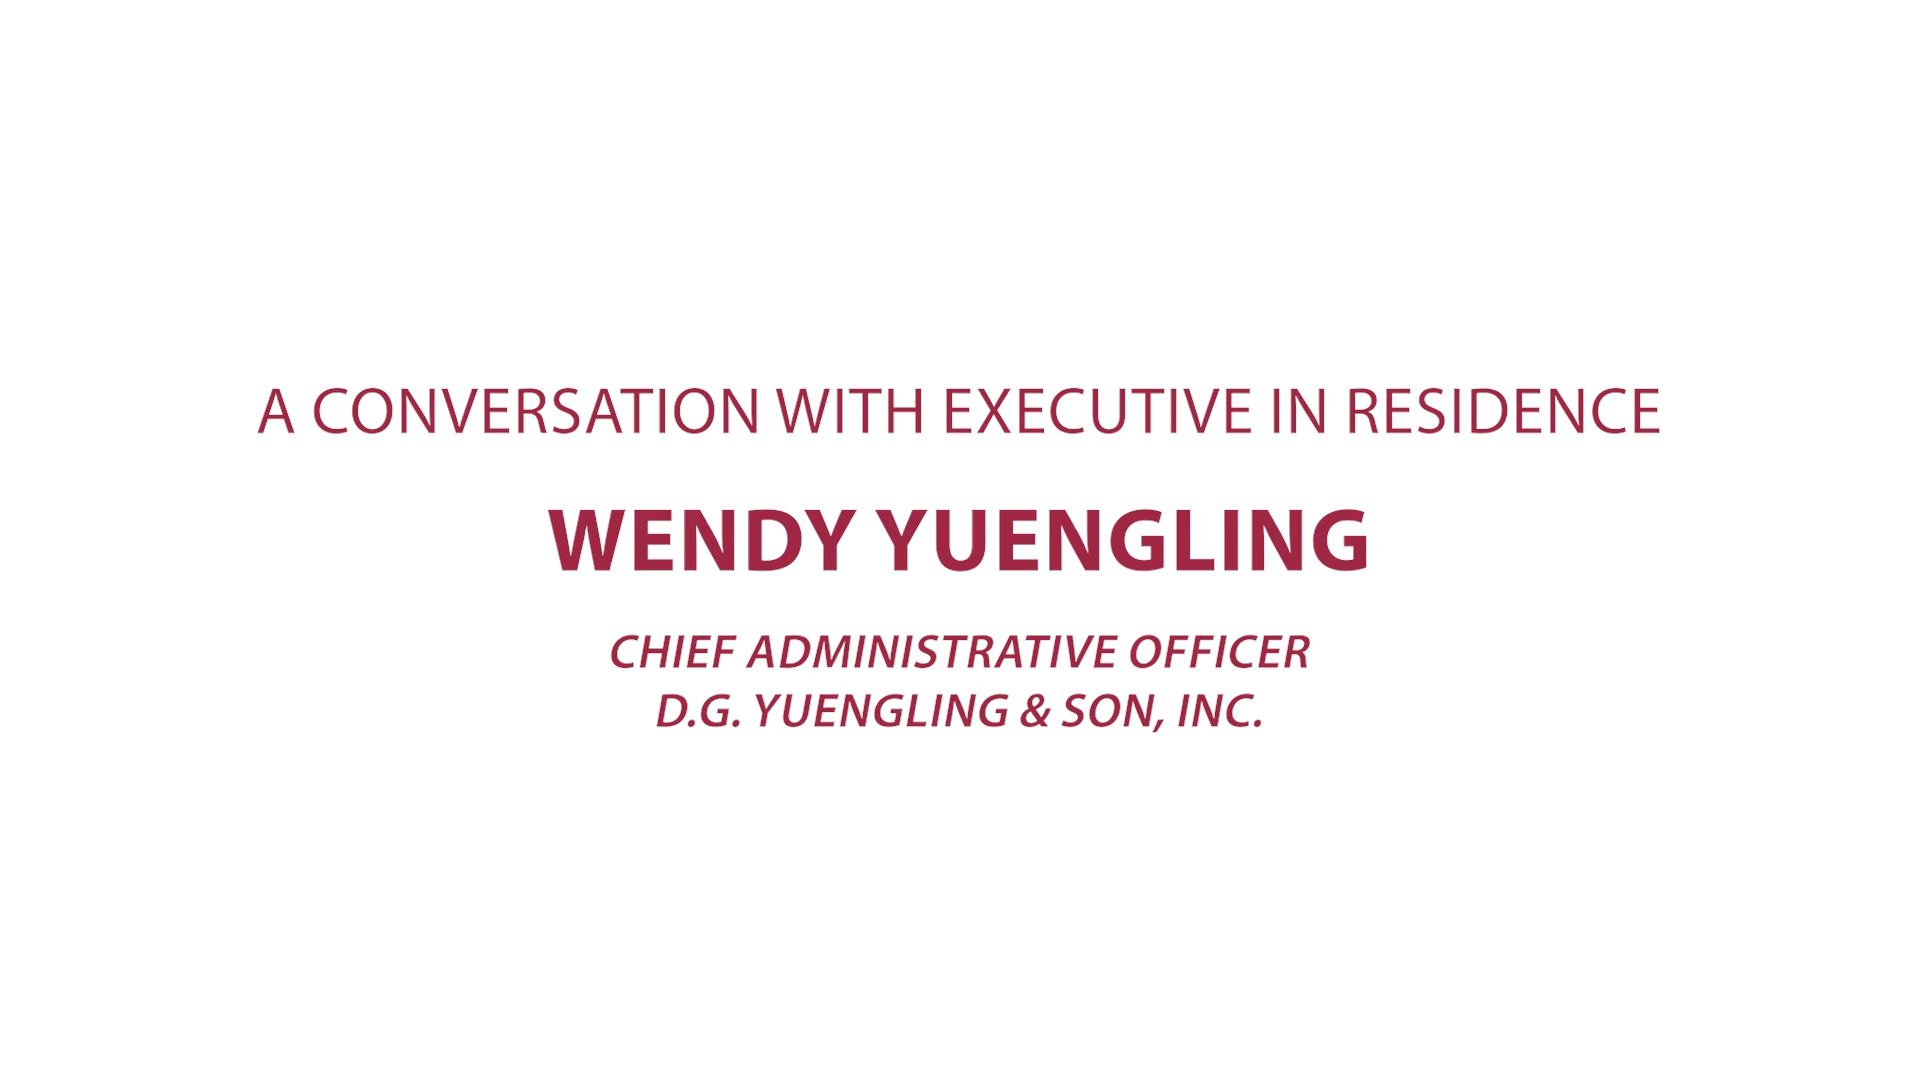 A CONVERSATION WITH EXECUTIVE IN RESIDENCE
WENDY YUENGLING
CHIEF ADMINISTRATIVE OFFICER
D.G. YUENGLING & SON, INC.